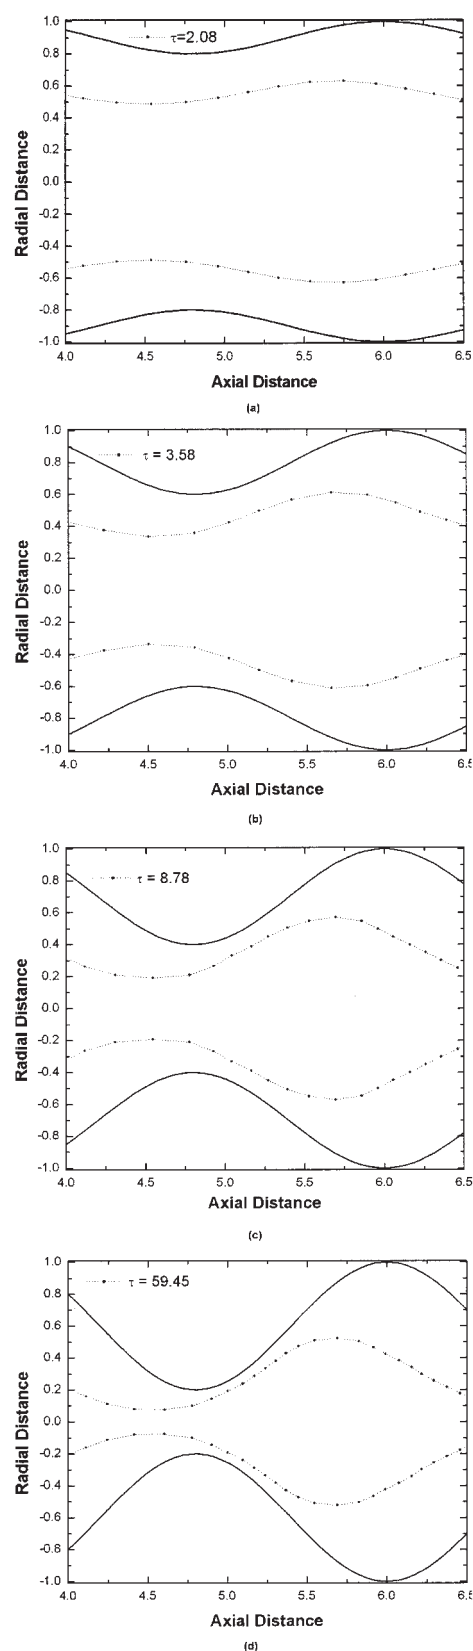 τ=2.08
1.0
0.8
0.6
0.4
0.2
0.0
-0.2
-0.4
-0.6
-0.8
-1.0
Radial Distance
4.0 4.5 5.0 5.5 6.0 6.5
Axial Distance
(a)
τ = 3.58
1.0
0.8
0.6
0.4
0.2
0.0
-0.2
-0.4
-0.6
-0.8
-1.0
Radial Distance
4.0 4.5 5.0 5.5 6.0 6.5
Axial Distance
(b)
τ = 8.78
1.0
0.8
0.6
0.4
0.2
0.0
-0.2
-0.4
-0.6
-0.8
-1.0
Radial Distance
4.0 4.5 5.0 5.5 6.0 6.5
Axial Distance
(c)
τ = 59.45
1.0
0.8
0.6
0.4
0.2
0.0
-0.2
-0.4
-0.6
-0.8
-1.0
Radial Distance
4.0 4.5 5.0 5.5 6.0 6.5
Axial Distance
(d)